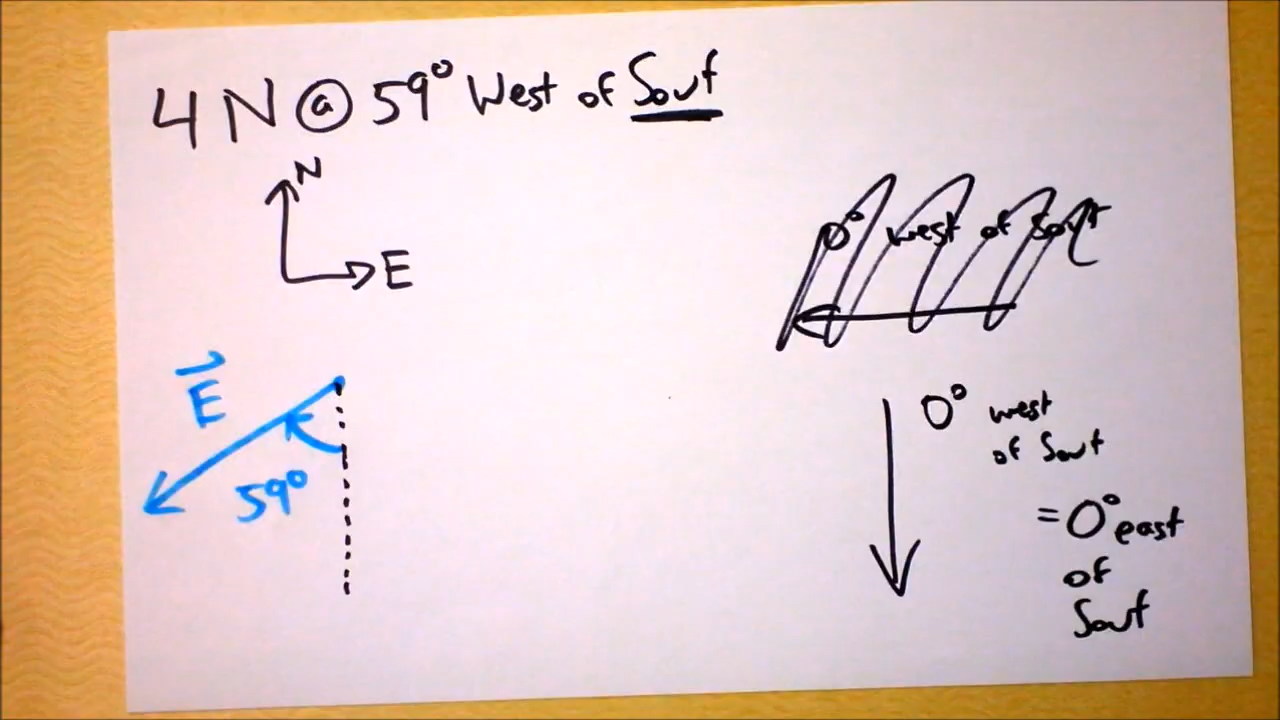 4 N @ 59° West of Souf
N
E
0° west of Souf
E
59°
0° west
of Souf
= 0° east
of
Souf